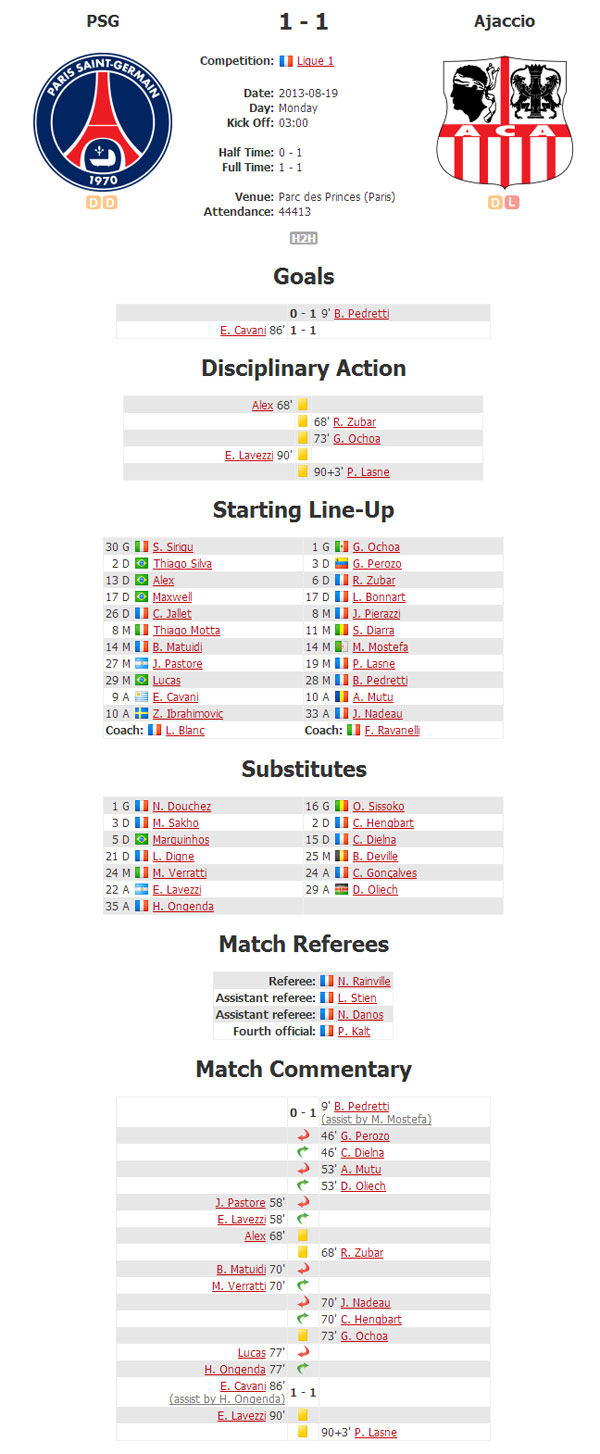 PSG 1 - 1 Ajaccio
PARIS SAINT-GERMAIN
1970
ACA
Competition: Ligue 1
Date: 2013-08-19
Day: Monday
Kick Off: 03:00
Half Time: 0 - 1
Full Time: 1 - 1
Venue: Parc des Princes (Paris)
Attendance: 44413
D D
D L
H2H
Goals
0 - 1 9' B. Pedretti
E. Cavani 86' 1 - 1
Disciplinary Action
Alex 68'
68' R. Zubar
73' G. Ochoa
E. Lavezzi 90'
90+3' P. Lasne
Starting Line-Up
30 G S. Sirigu 1 G G. Ochoa
2 D Thiago Silva 3 D G. Perozo
13 D Alex 6 D R. Zubar
17 D Maxwell 17 D L. Bonnart
26 D C. Jallet 8 M J. Pierazzi
8 M Thiago Motta 11 M S. Diarra
14 M B. Matuidi 14 M M. Mostefa
27 M J. Pastore 19 M P. Lasne
29 M Lucas 28 M B. Pedretti
9 A E. Cavani 10 A A. Mutu
10 A Z. Ibrahimovic 33 A J. Nadeau
Coach: L. Blanc Coach: F. Ravanelli
Substitutes
1 G N. Douchez 16 G O. Sissoko
3 D M. Sakho 2 D C. Hengbart
5 D Marquinhos 15 D C. Dielna
21 D L. Digne 25 M B. Deville
24 M M. Verratti 24 A C. Gonçalves
22 A E. Lavezzi 29 A D. Oliech
35 A H. Ongenda
Match Referees
Referee: N. Rainville
Assistant referee: L. Stien
Assistant referee: N. Danos
Fourth official: P. Kalt
Match Commentary
0 - 1 9' B. Pedretti
(assist by M. Mostefa)
46' G. Perozo
46' C. Dielna
53' A. Mutu
53' D. Oliech
J. Pastore 58'
E. Lavezzi 58'
Alex 68'
68' R. Zubar
B. Matuidi 70'
M. Verratti 70'
70' J. Nadeau
70' C. Hengbart
73' G. Ochoa
Lucas 77'
H. Ongenda 77'
E. Cavani 86' 1 - 1
(assist by H. Ongenda)
E. Lavezzi 90'
90+3' P. Lasne